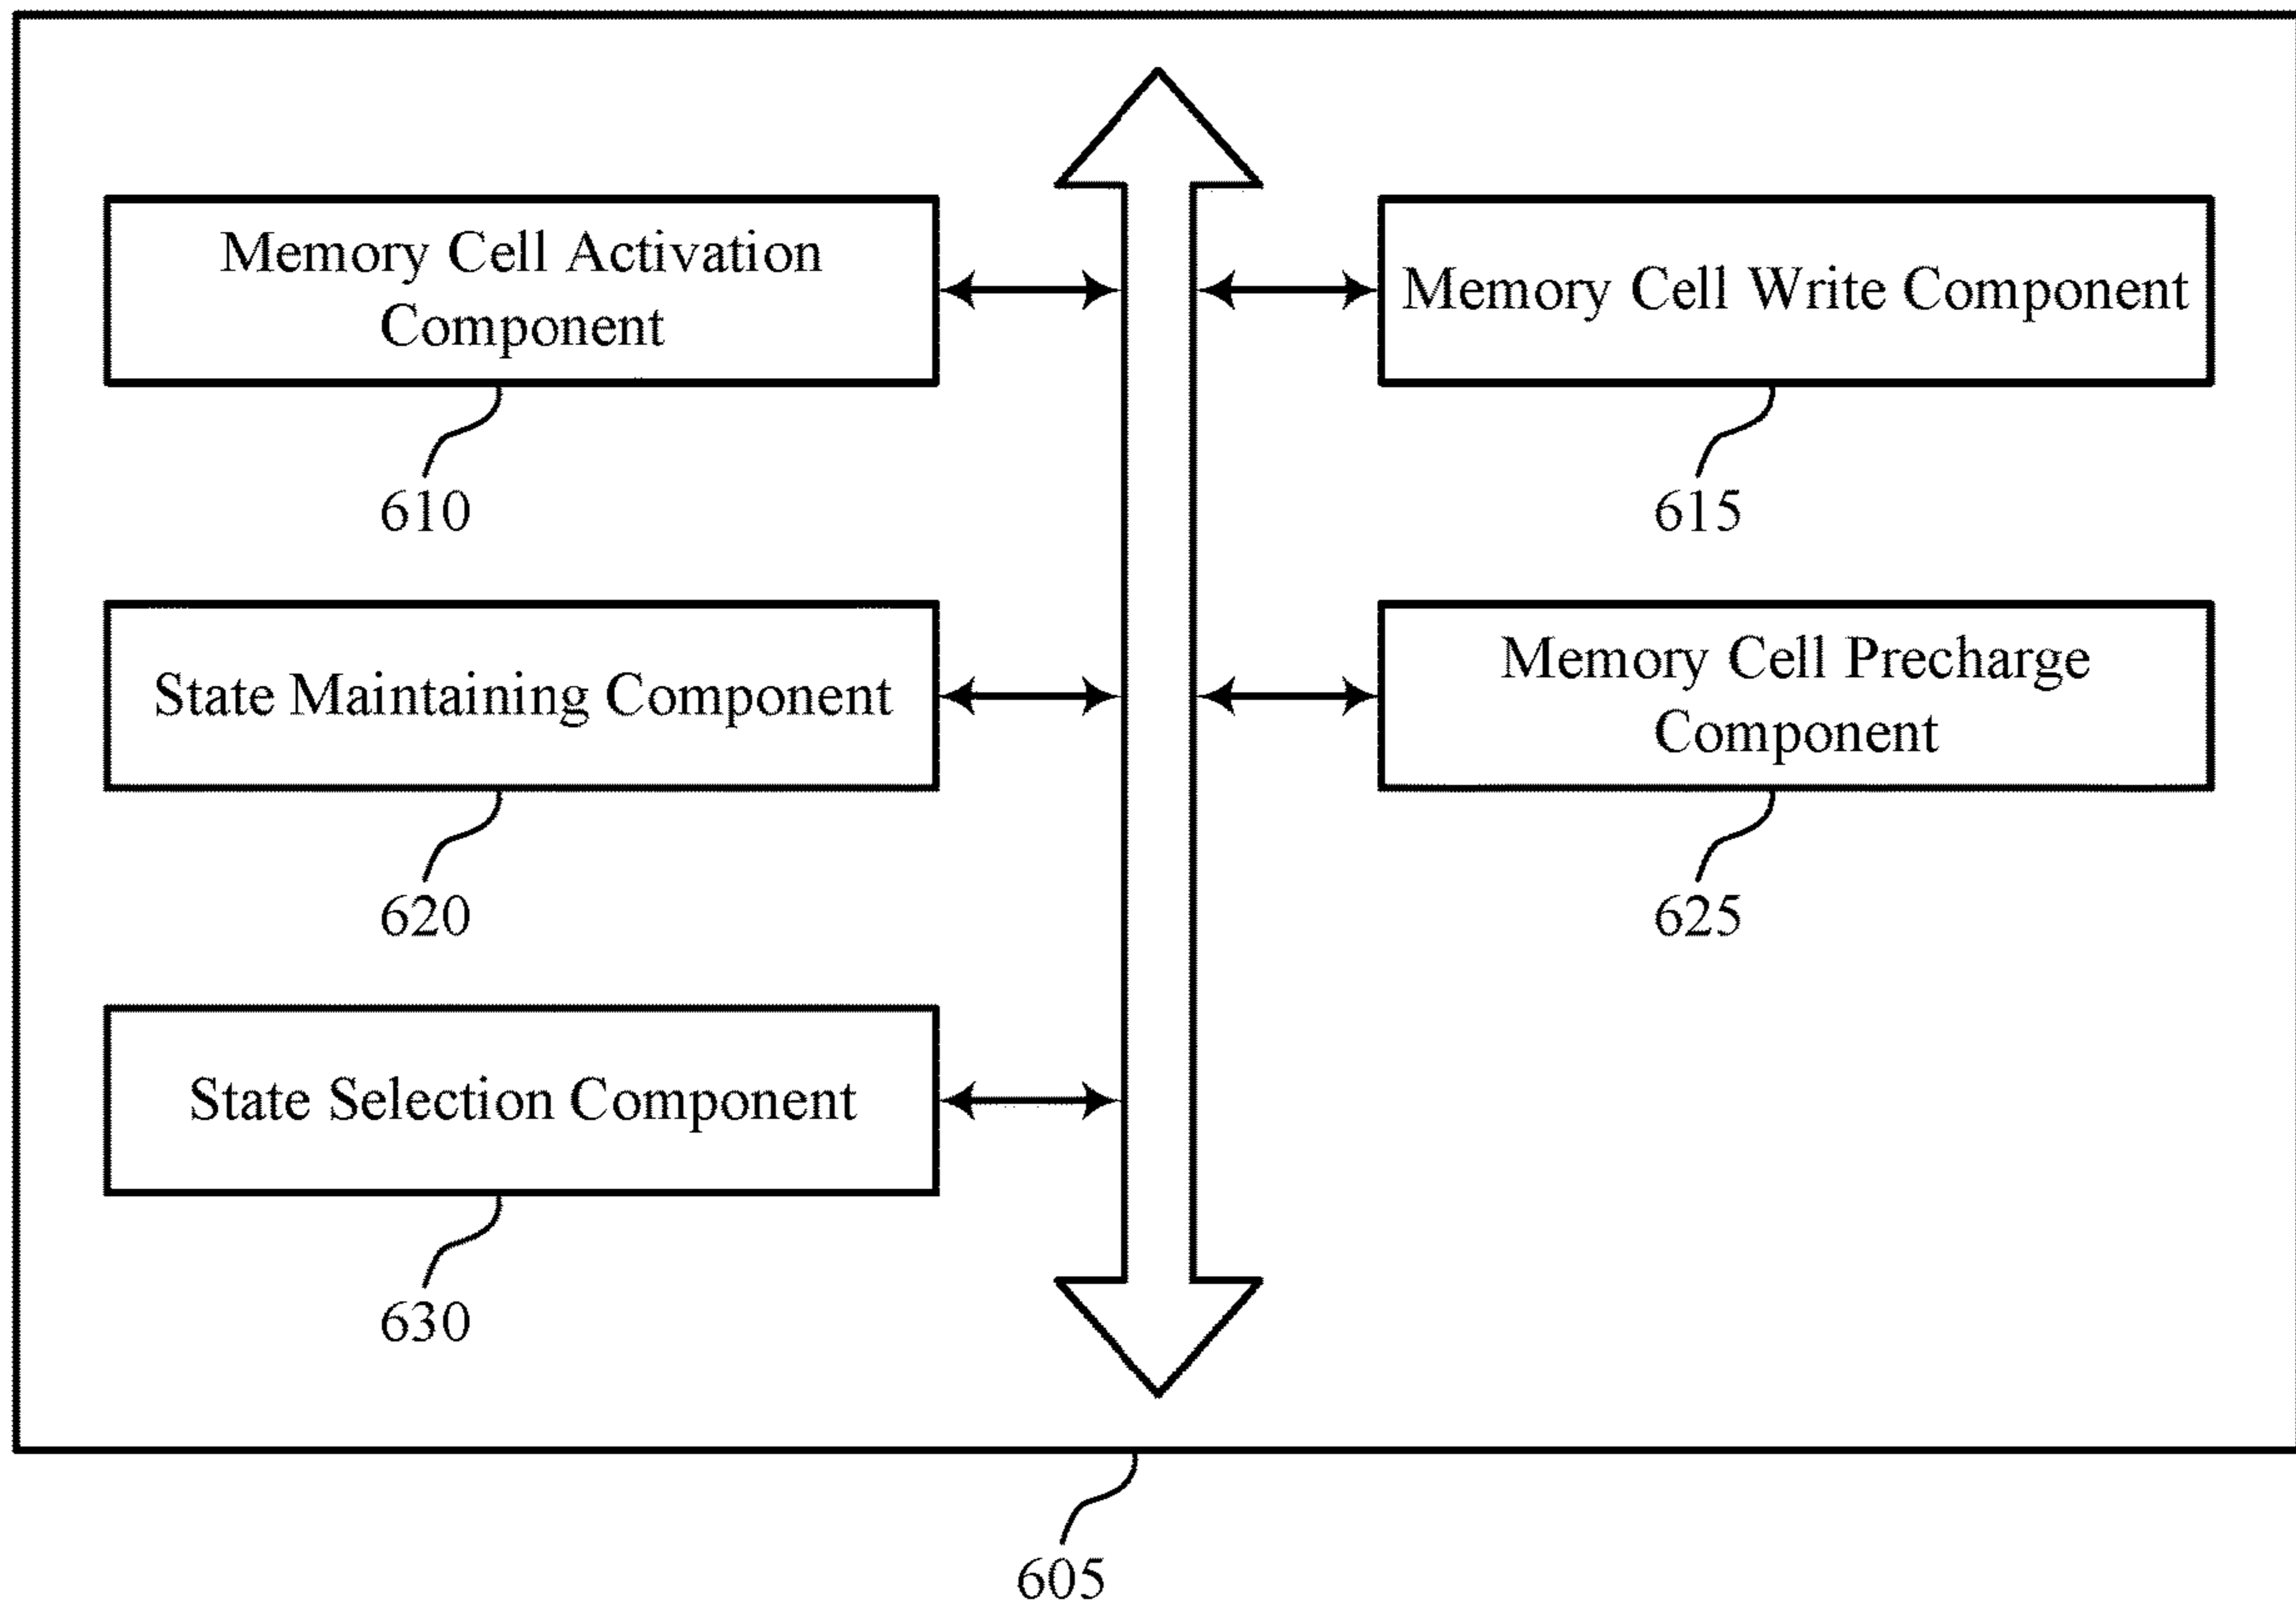 Memory Cell Activation
Component
610
Memory Cell Write Component
615
State Maintaining Component
620
Memory Cell Precharge
Component
625
State Selection Component
630
605